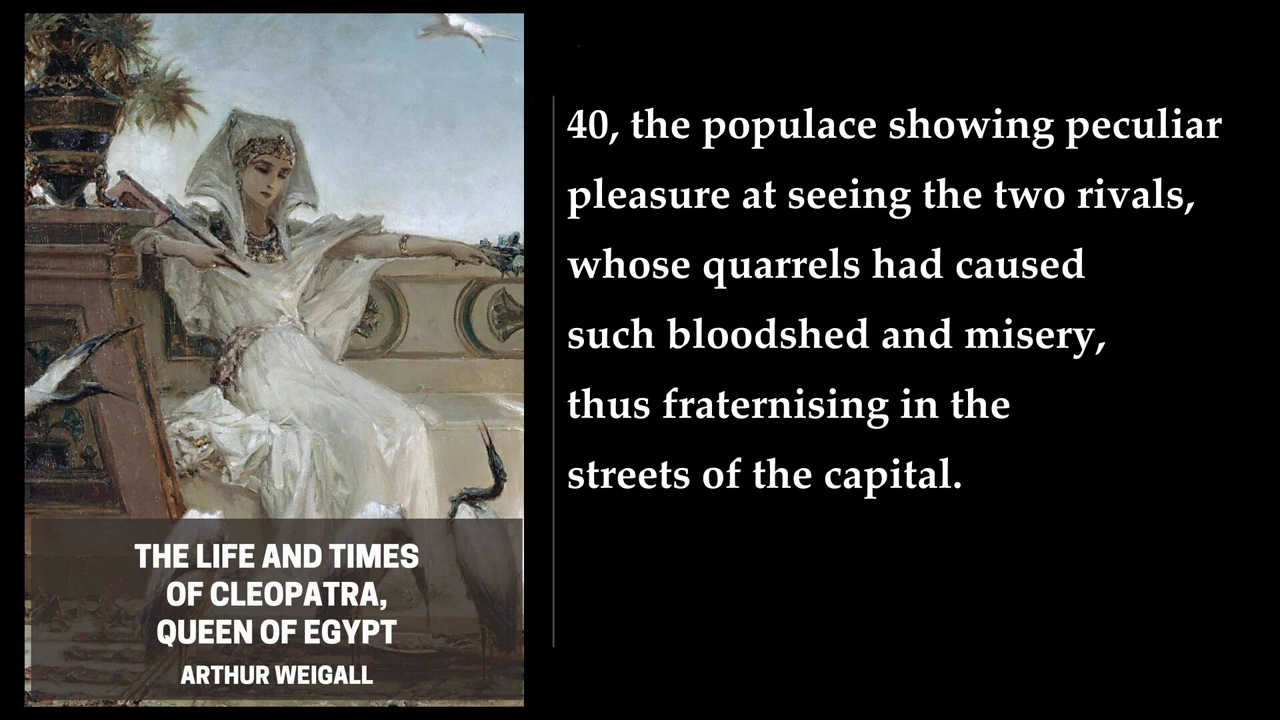 THE LIFE AND TIMES
OF CLEOPATRA,
QUEEN OF EGYPT
ARTHUR WEIGALL
40, the populace showing peculiar
pleasure at seeing the two rivals,
whose quarrels had caused
such bloodshed and misery,
thus fraternising in the
streets of the capital.